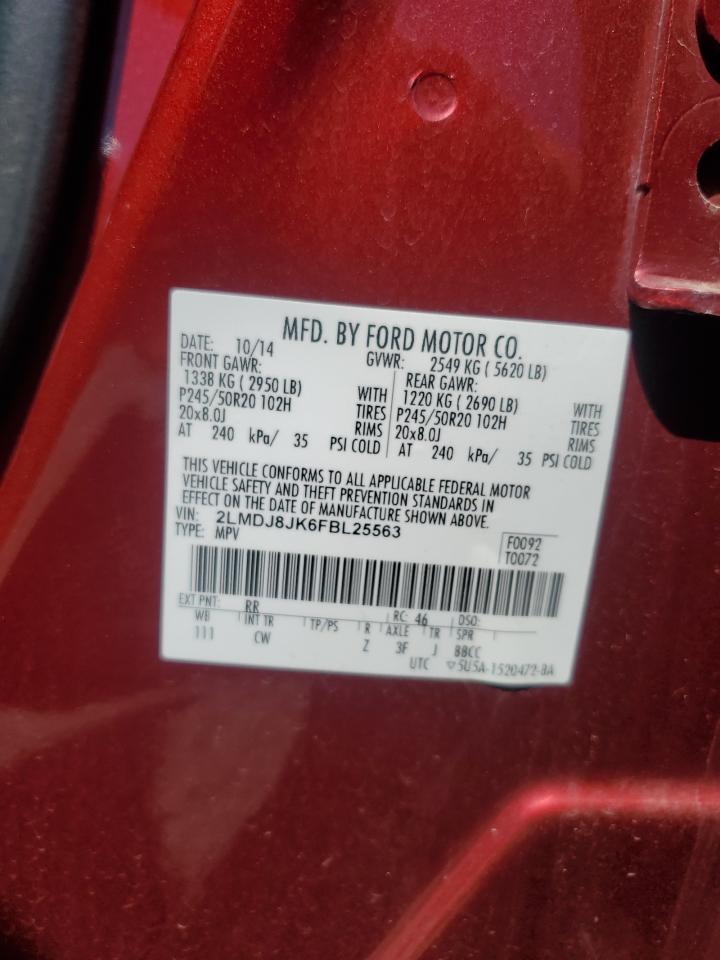 MFD. BY FORD MOTOR CO.
DATE: 10/14 GVWR: 2549 KG ( 5620 LB)
FRONT GAWR: REAR GAWR:
1338 KG ( 2950 LB) WITH 1220 KG ( 2690 LB) WITH
P245/50R20 102H TIRES P245/50R20 102H TIRES
20x8.0J RIMS 20x8.0J RIMS
AT 240 kPa/ 35 PSI COLD AT 240 kPa/ 35 PSI COLD
THIS VEHICLE CONFORMS TO ALL APPLICABLE FEDERAL MOTOR
VEHICLE SAFETY AND THEFT PREVENTION STANDARDS IN
EFFECT ON THE DATE OF MANUFACTURE SHOWN ABOVE.
VIN: 2LMDJ8JK6FBL25563 F0092
TYPE: MPV T0072
EXT PNT: RR RC: 46 DSO:
WB INT TR TP/PS R AXLE TR SPR
111 CW Z 3F J BBCC
UTC ▽5U5A-1520472-BA